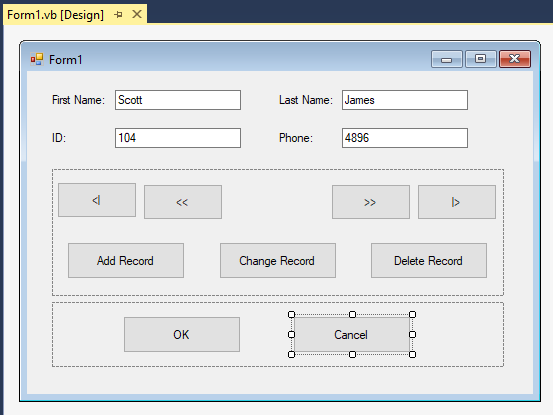 Form1.vb [Design]
Form1
First Name: Scott Last Name: James
ID: 104 Phone: 4896
<| << >> |>
Add Record Change Record Delete Record
OK Cancel